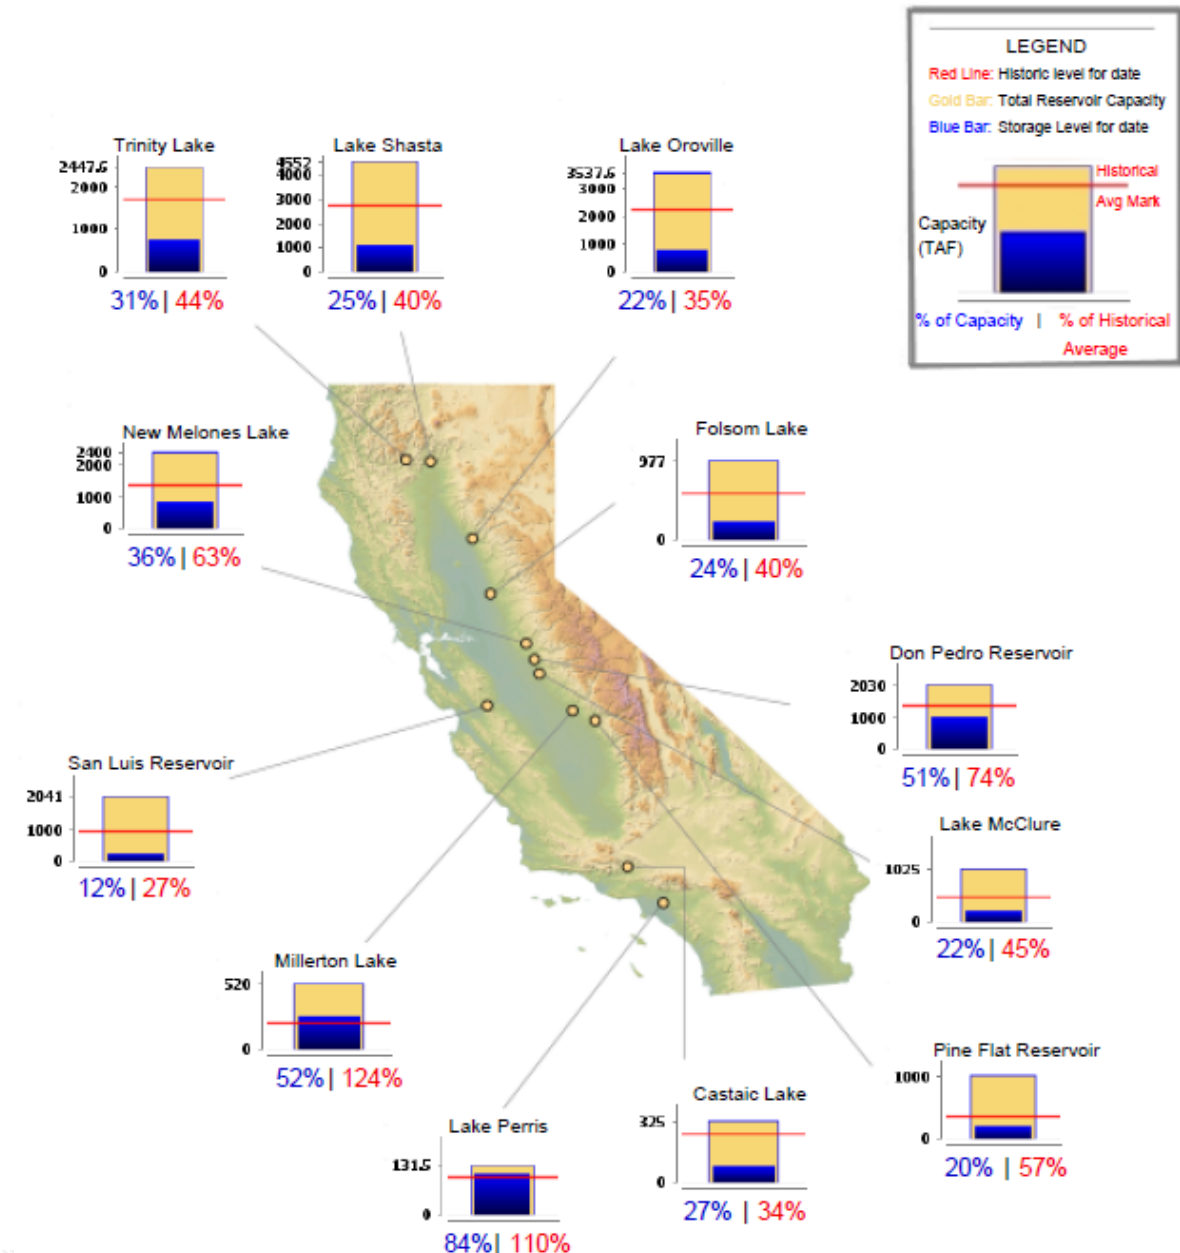 LEGEND
Red Line: Historic level for date
Gold Bar: Total Reservoir Capacity
Blue Bar: Storage Level for date
Historical
Avg Mark
Capacity
(TAF)
% of Capacity | % of Historical
Average
Trinity Lake
2447.5
2000
1000
0
31% | 44%
Lake Shasta
4552
4000
3000
2000
1000
0
25% | 40%
Lake Oroville
3537.5
3000
2000
1000
0
22% | 35%
New Melones Lake
2400
2000
1000
0
36% | 63%
Folsom Lake
977
0
24% | 40%
Don Pedro Reservoir
2030
1000
0
51% | 74%
San Luis Reservoir
2041
1000
0
12% | 27%
Lake McClure
1025
0
22% | 45%
Millerton Lake
520
0
52% | 124%
Pine Flat Reservoir
1000
0
20% | 57%
Castaic Lake
325
0
27% | 34%
Lake Perris
131.5
0
84% | 110%